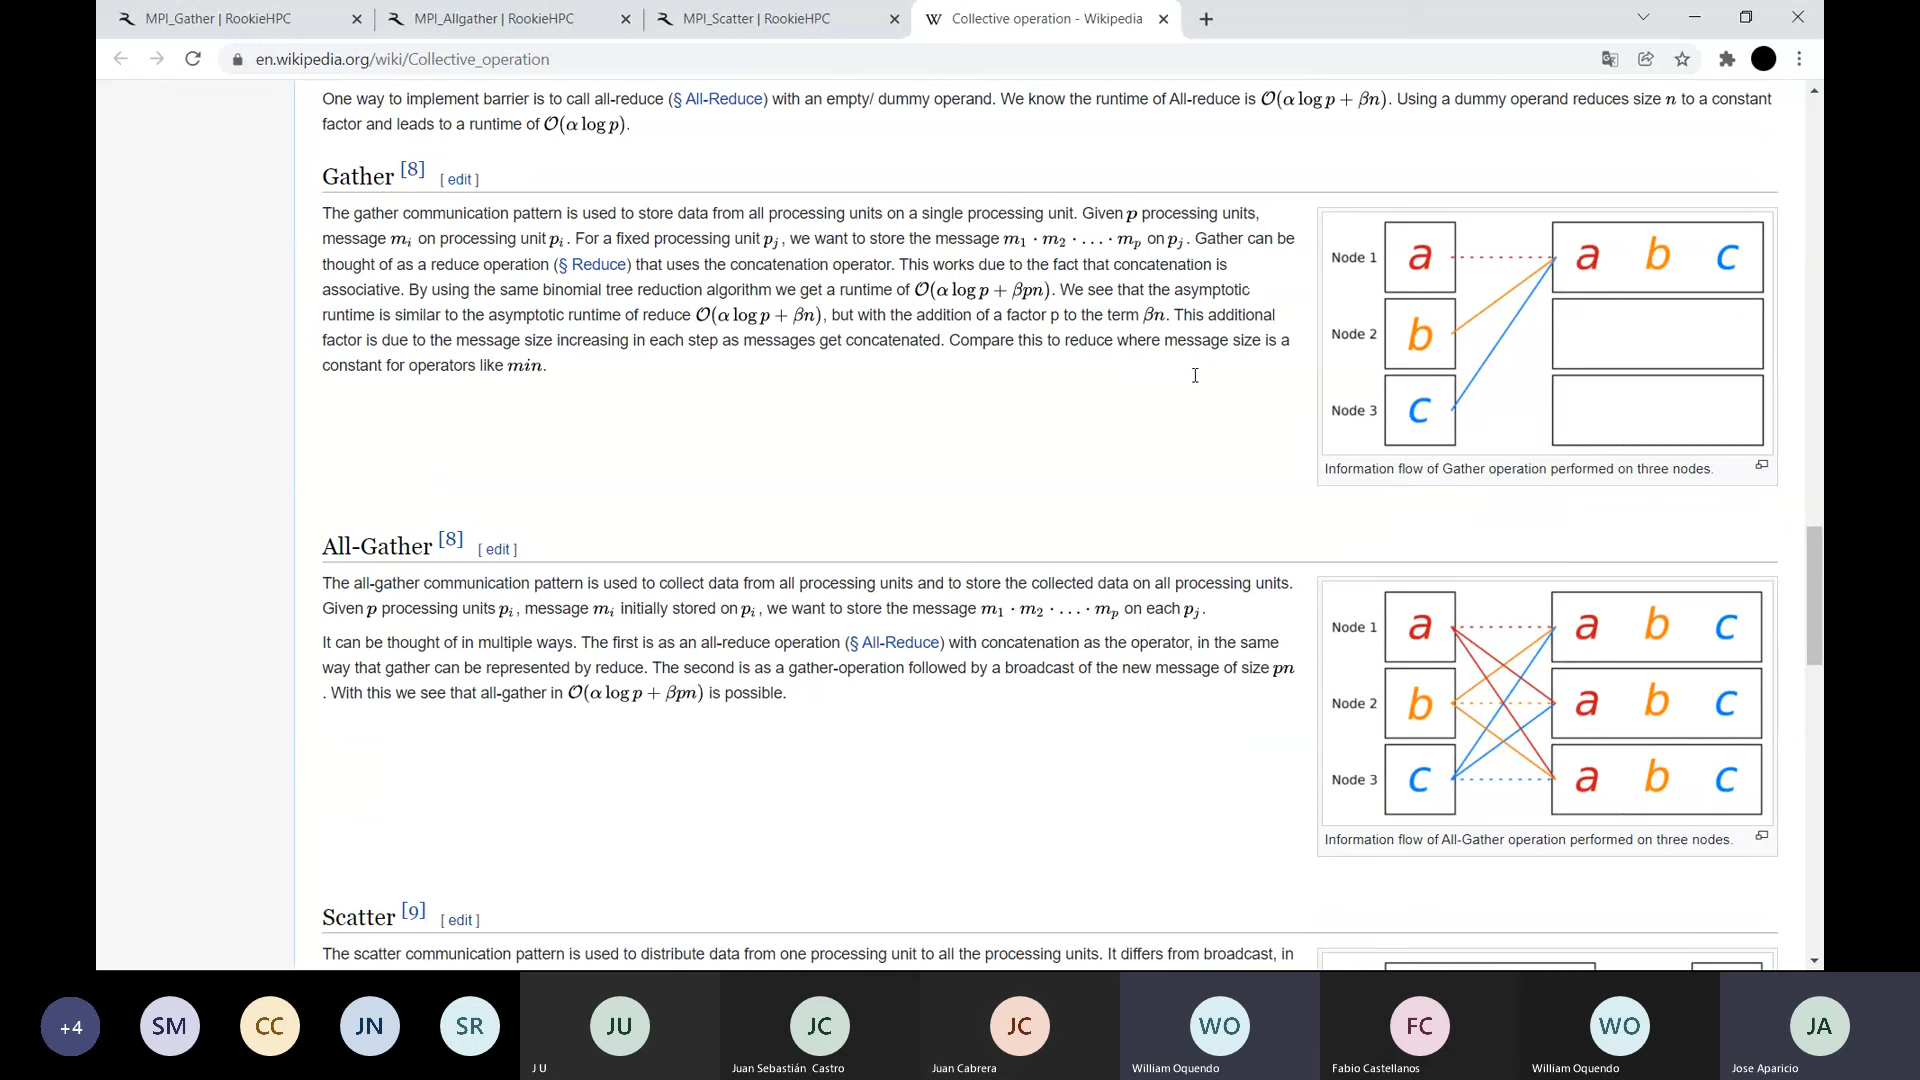 MPI_Gather | RookieHPC
MPI_Allgather | RookieHPC
MPI_Scatter | RookieHPC
W Collective operation - Wikipedia
en.wikipedia.org/wiki/Collective_operation
One way to implement barrier is to call all-reduce (§ All-Reduce) with an empty/ dummy operand. We know the runtime of All-reduce is O(α log p + βn). Using a dummy operand reduces size n to a constant
factor and leads to a runtime of O(α log p).
Gather [8] [ edit ]
The gather communication pattern is used to store data from all processing units on a single processing unit. Given p processing units,
message mᵢ on processing unit pᵢ. For a fixed processing unit pⱼ, we want to store the message m₁ · m₂ · . . . · mₚ on pⱼ. Gather can be
thought of as a reduce operation (§ Reduce) that uses the concatenation operator. This works due to the fact that concatenation is
associative. By using the same binomial tree reduction algorithm we get a runtime of O(α log p + βpn). We see that the asymptotic
runtime is similar to the asymptotic runtime of reduce O(α log p + βn), but with the addition of a factor p to the term βn. This additional
factor is due to the message size increasing in each step as messages get concatenated. Compare this to reduce where message size is a
constant for operators like min.
Node 1 a a b c
Node 2 b
Node 3 c
Information flow of Gather operation performed on three nodes.
All-Gather [8] [ edit ]
The all-gather communication pattern is used to collect data from all processing units and to store the collected data on all processing units.
Given p processing units pᵢ, message mᵢ initially stored on pᵢ, we want to store the message m₁ · m₂ · . . . · mₚ on each pⱼ.
It can be thought of in multiple ways. The first is as an all-reduce operation (§ All-Reduce) with concatenation as the operator, in the same
way that gather can be represented by reduce. The second is as a gather-operation followed by a broadcast of the new message of size pn
. With this we see that all-gather in O(α log p + βpn) is possible.
Node 1 a a b c
Node 2 b a b c
Node 3 c a b c
Information flow of All-Gather operation performed on three nodes.
Scatter [9] [ edit ]
The scatter communication pattern is used to distribute data from one processing unit to all the processing units. It differs from broadcast, in
+4 SM CC JN SR JU JC JC WO FC WO JA
J U
Juan Sebastián Castro
Juan Cabrera
William Oquendo
Fabio Castellanos
William Oquendo
Jose Aparicio